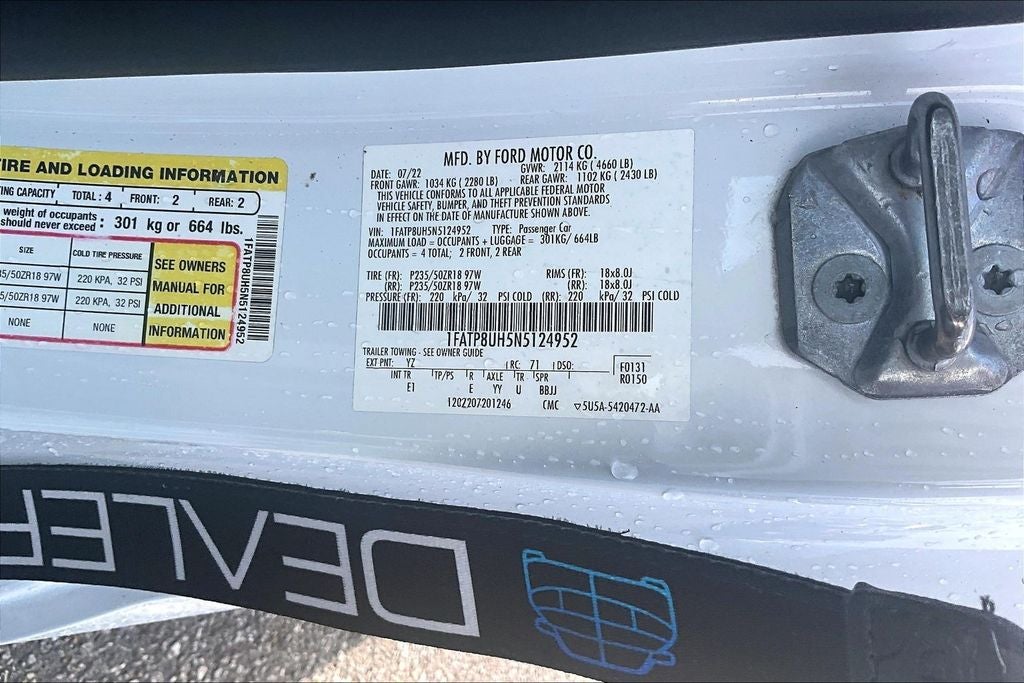 TIRE AND LOADING INFORMATION
TING CAPACITY TOTAL: 4 FRONT: 2 REAR: 2
weight of occupants
should never exceed: 301 kg or 664 lbs.
SIZE COLD TIRE PRESSURE
35/50ZR18 97W 220 KPA, 32 PSI
5/50ZR18 97W 220 KPA, 32 PSI
NONE NONE
SEE OWNERS
MANUAL FOR
ADDITIONAL
INFORMATION
1FATP8UH5N5124952
MFD. BY FORD MOTOR CO.
DATE: 07/22 GVWR: 2114 KG ( 4660 LB)
FRONT GAWR: 1034 KG ( 2280 LB) REAR GAWR: 1102 KG ( 2430 LB)
THIS VEHICLE CONFORMS TO ALL APPLICABLE FEDERAL MOTOR
VEHICLE SAFETY, BUMPER, AND THEFT PREVENTION STANDARDS
IN EFFECT ON THE DATE OF MANUFACTURE SHOWN ABOVE.
VIN: 1FATP8UH5N5124952 TYPE: Passenger Car
MAXIMUM LOAD = OCCUPANTS + LUGGAGE = 301KG/ 664LB
OCCUPANTS = 4 TOTAL; 2 FRONT, 2 REAR
TIRE (FR): P235/50ZR18 97W RIMS (FR): 18x8.0J
(RR): P235/50ZR18 97W (RR): 18x8.0J
PRESSURE (FR): 220 kPa/ 32 PSI COLD (RR): 220 kPa/ 32 PSI COLD
1FATP8UH5N5124952
TRAILER TOWING - SEE OWNER GUIDE
EXT PNT: YZ RC: 71 DSO: F0131
INT TR TP/PS R AXLE TR SPR R0150
E1 E YY U BBJJ
1202207201246 CMC ▽5U5A-5420472-AA
DEALER